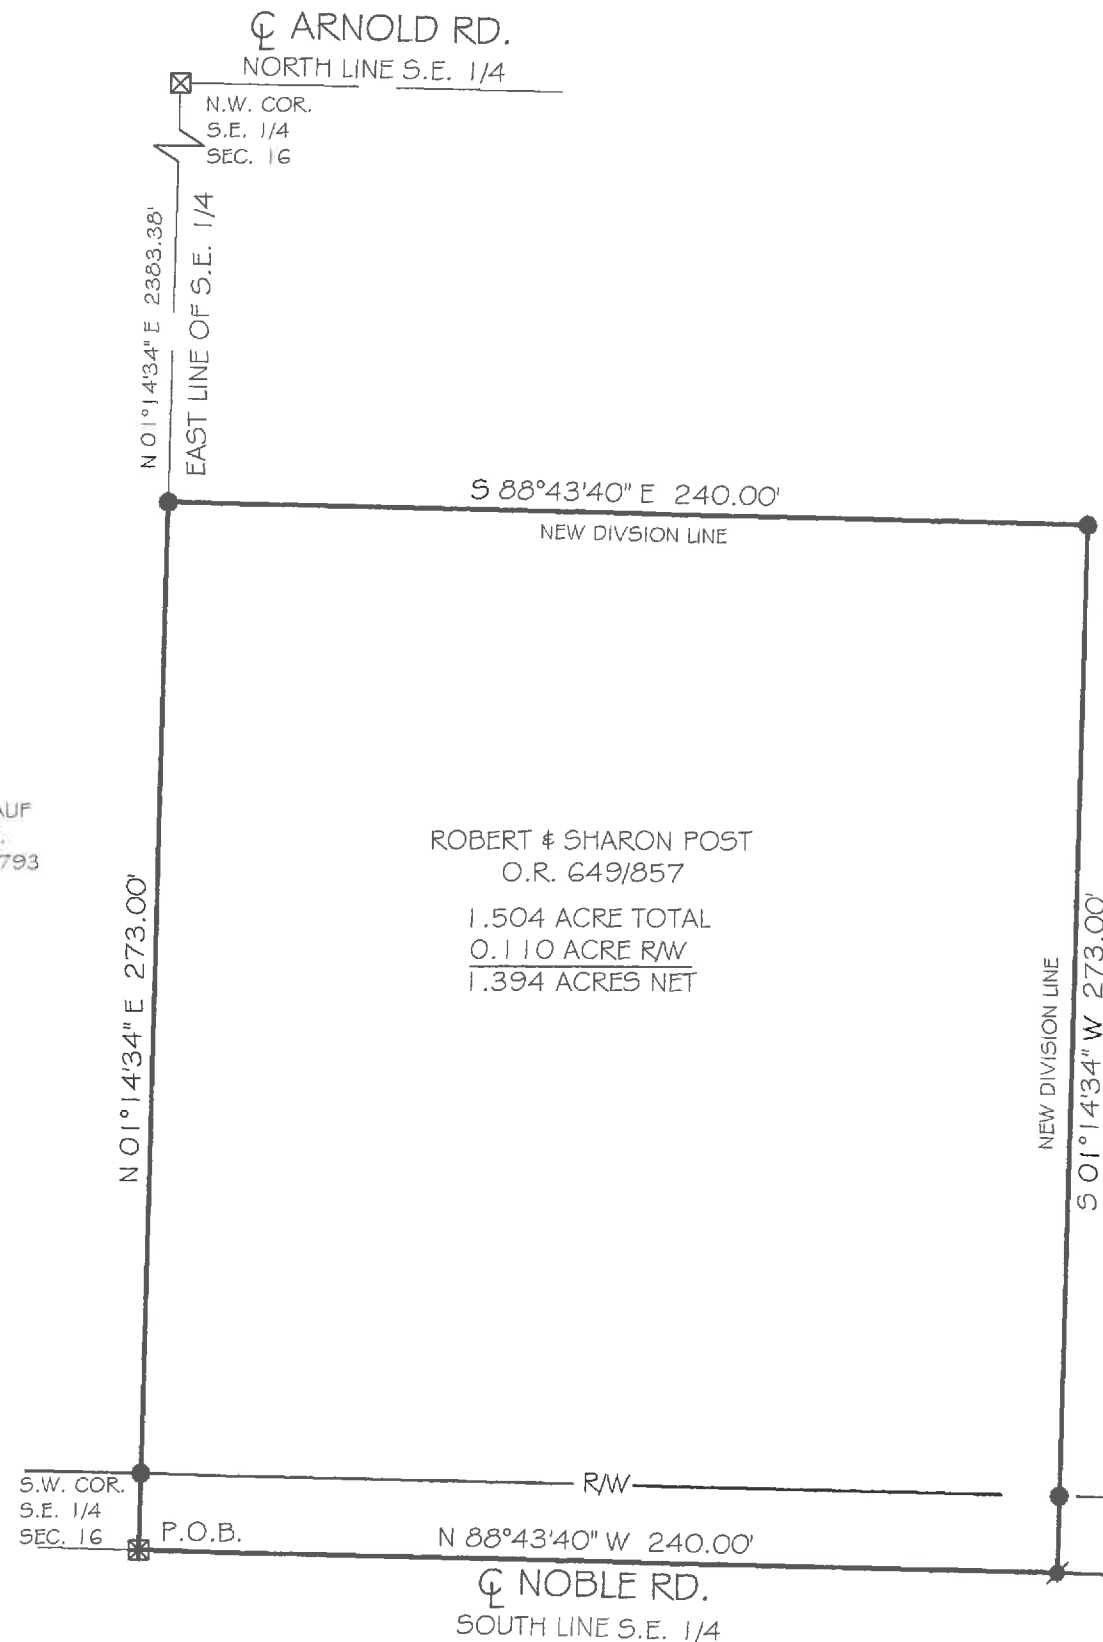 ℄ ARNOLD RD.
NORTH LINE S.E. 1/4
N.W. COR.
S.E. 1/4
SEC. 16
N 01°14'34" E 2383.38'
EAST LINE OF S.E. 1/4
S 88°43'40" E 240.00'
NEW DIVSION LINE
793
ROBERT & SHARON POST
O.R. 649/857
1.504 ACRE TOTAL
0.110 ACRE R/W
1.394 ACRES NET
N 01°14'34" E 273.00'
NEW DIVISION LINE
S 01°14'34" W 273.00'
R/W
S.W. COR.
S.E. 1/4
SEC. 16
P.O.B.
N 88°43'40" W 240.00'
℄ NOBLE RD.
SOUTH LINE S.E. 1/4